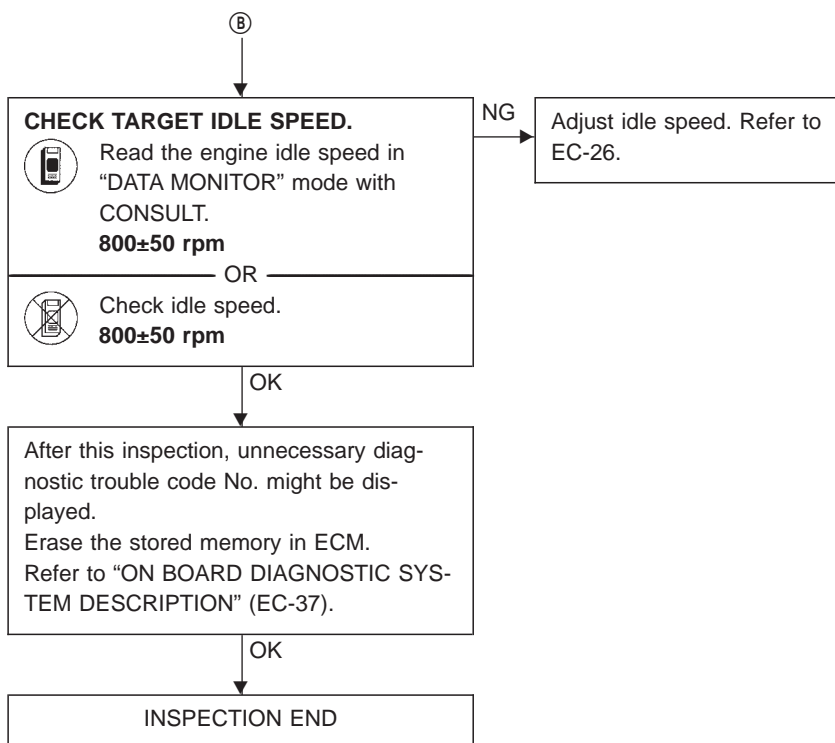 Ⓑ
CHECK TARGET IDLE SPEED.
Read the engine idle speed in
“DATA MONITOR” mode with
CONSULT.
800±50 rpm
OR
Check idle speed.
800±50 rpm
NG
Adjust idle speed. Refer to
EC-26.
OK
After this inspection, unnecessary diag-
nostic trouble code No. might be dis-
played.
Erase the stored memory in ECM.
Refer to “ON BOARD DIAGNOSTIC SYS-
TEM DESCRIPTION” (EC-37).
OK
INSPECTION END